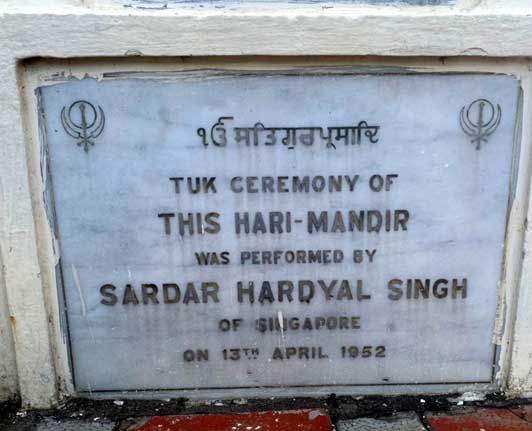 ੴ ਸਤਿਗੁਰਪ੍ਰਸਾਦਿ
TUK CEREMONY OF
THIS HARI-MANDIR
WAS PERFORMED BY
SARDAR HARDYAL SINGH
OF SINGAPORE
ON 13TH APRIL 1952